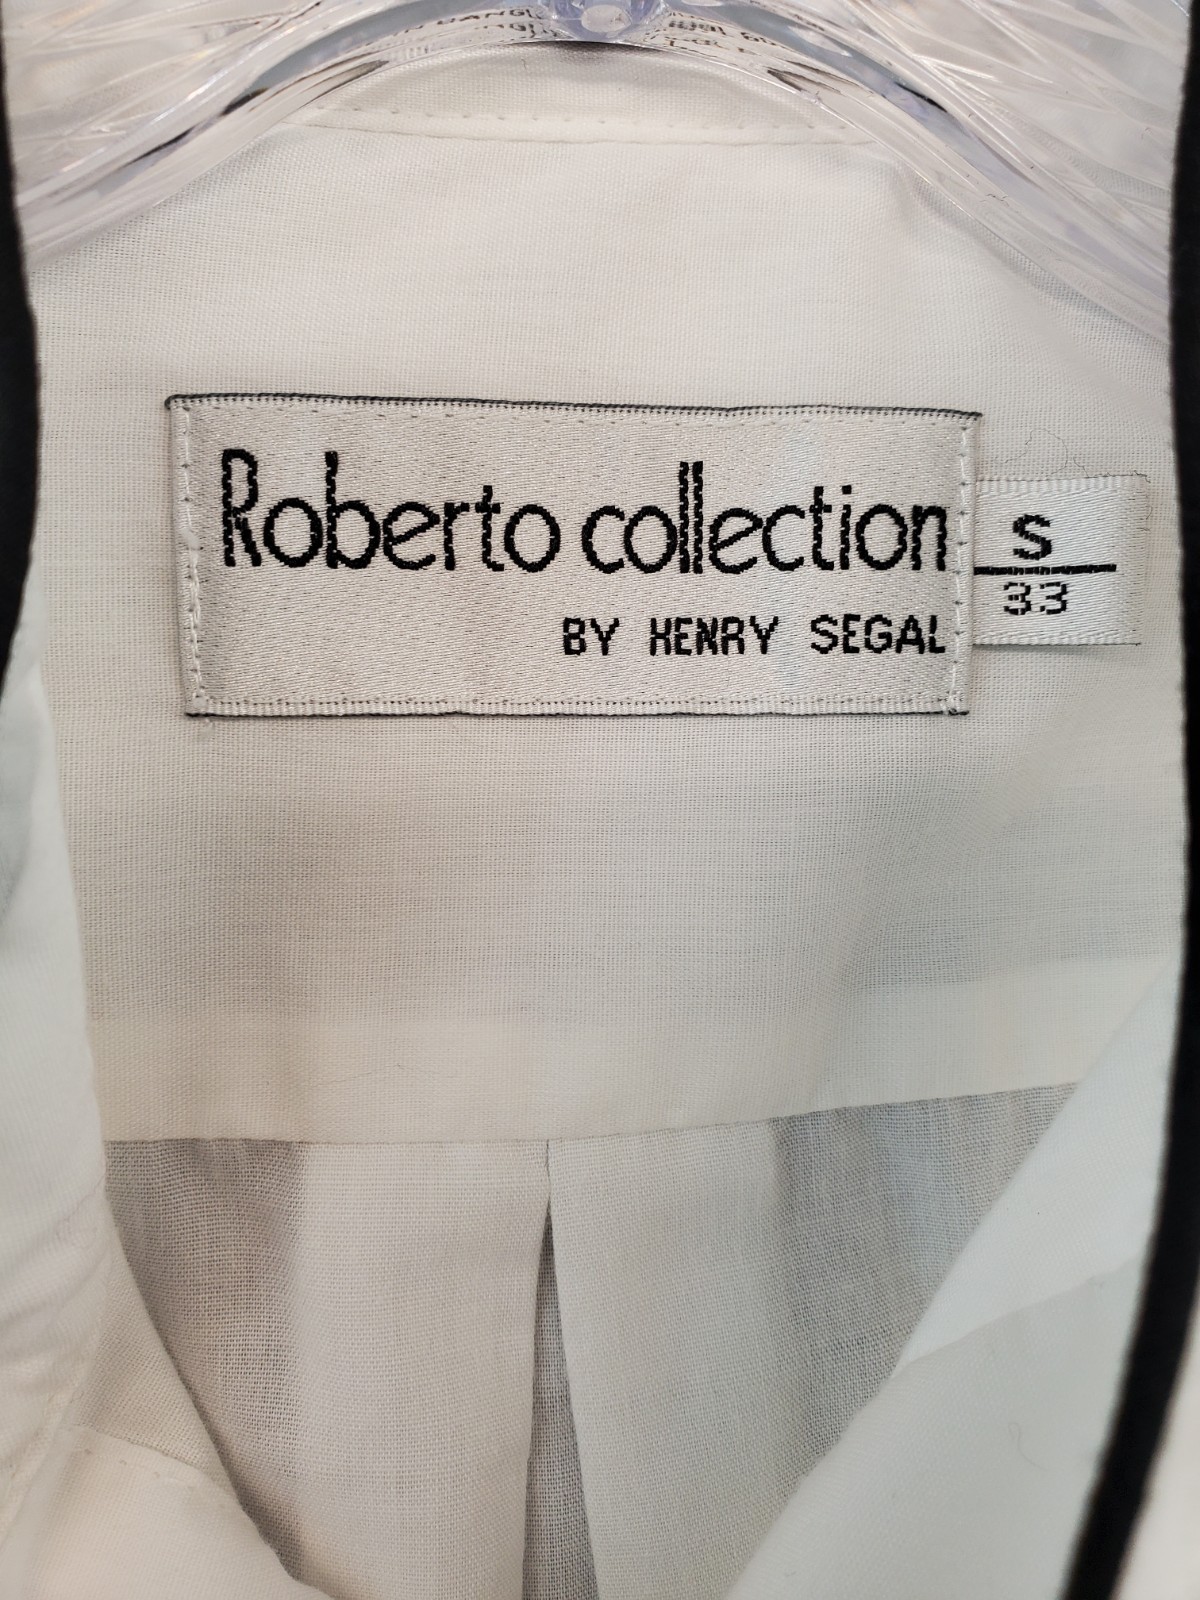 Roberto collection
BY HENRY SEGAL
S
33